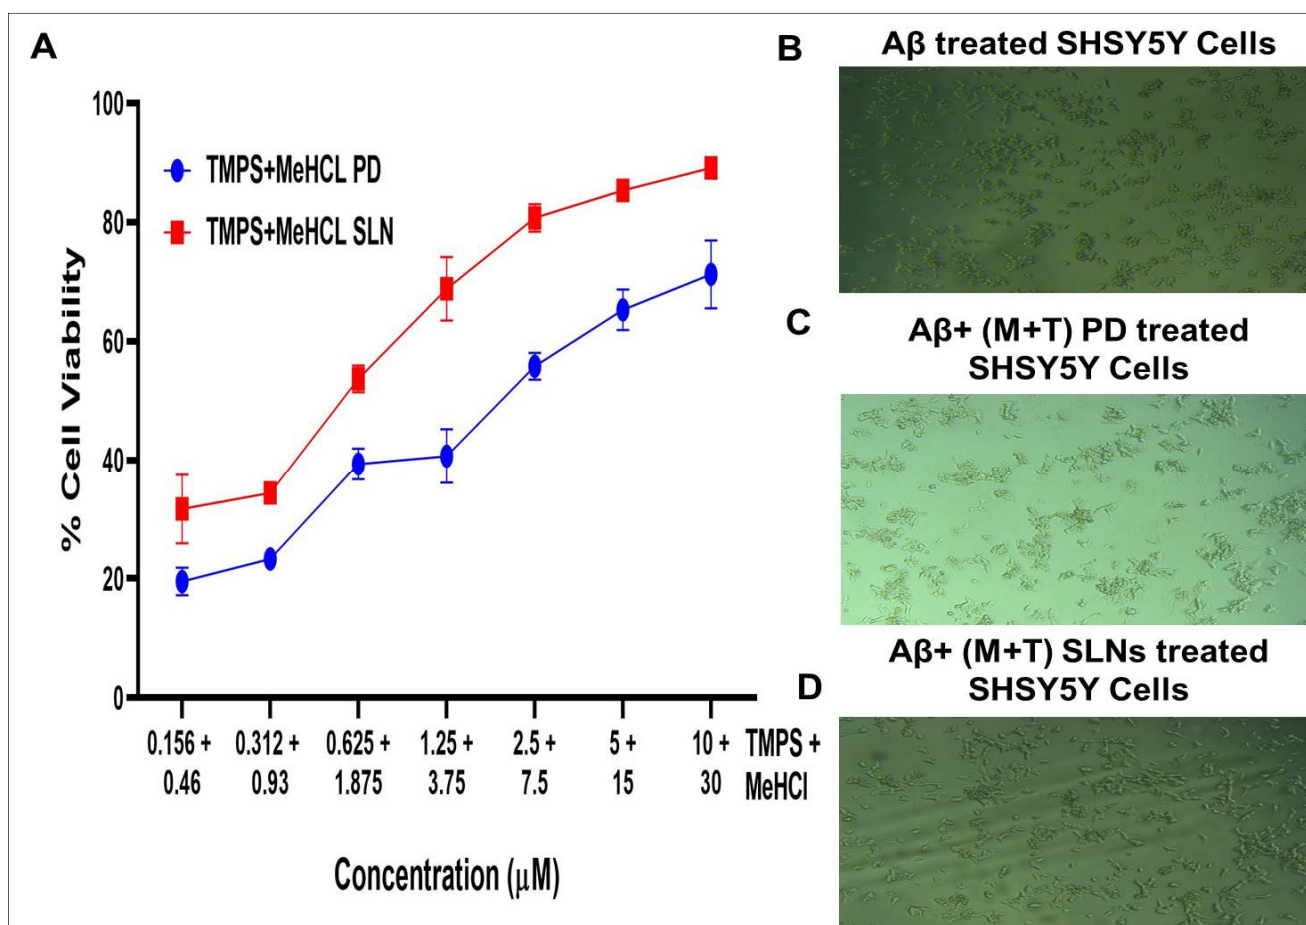 A
100
80
60
40
20
0
% Cell Viability
TMPS+MeHCL PD
TMPS+MeHCL SLN
0.156 + 0.312 + 0.625 + 1.25 + 2.5 + 5 + 10 + TMPS +
0.46 0.93 1.875 3.75 7.5 15 30 MeHCl
Concentration (μM)
B
Aβ treated SHSY5Y Cells
C
Aβ+ (M+T) PD treated
SHSY5Y Cells
D
Aβ+ (M+T) SLNs treated
SHSY5Y Cells